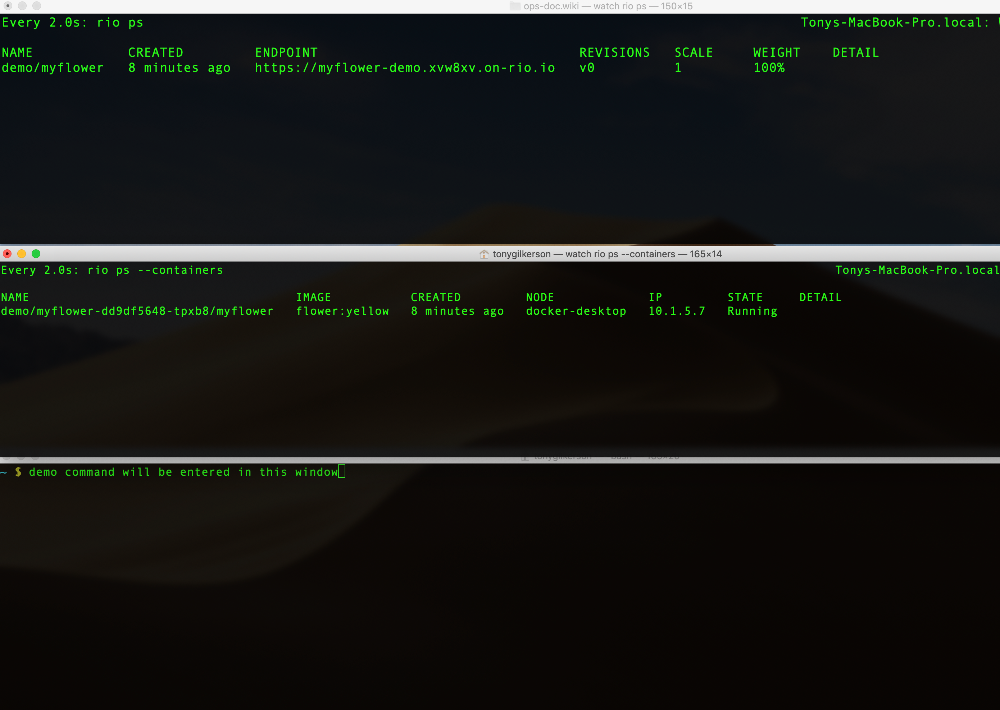 ops-doc.wiki — watch rio ps — 150×15
Every 2.0s: rio ps Tonys-MacBook-Pro.local:
NAME CREATED ENDPOINT REVISIONS SCALE WEIGHT DETAIL
demo/myflower 8 minutes ago https://myflower-demo.xvw8xv.on-rio.io v0 1 100%
tonygilkerson — watch rio ps --containers — 165×14
Every 2.0s: rio ps --containers Tonys-MacBook-Pro.local
NAME IMAGE CREATED NODE IP STATE DETAIL
demo/myflower-dd9df5648-tpxb8/myflower flower:yellow 8 minutes ago docker-desktop 10.1.5.7 Running
tonygilkerson — bash —
~ $ demo command will be entered in this window